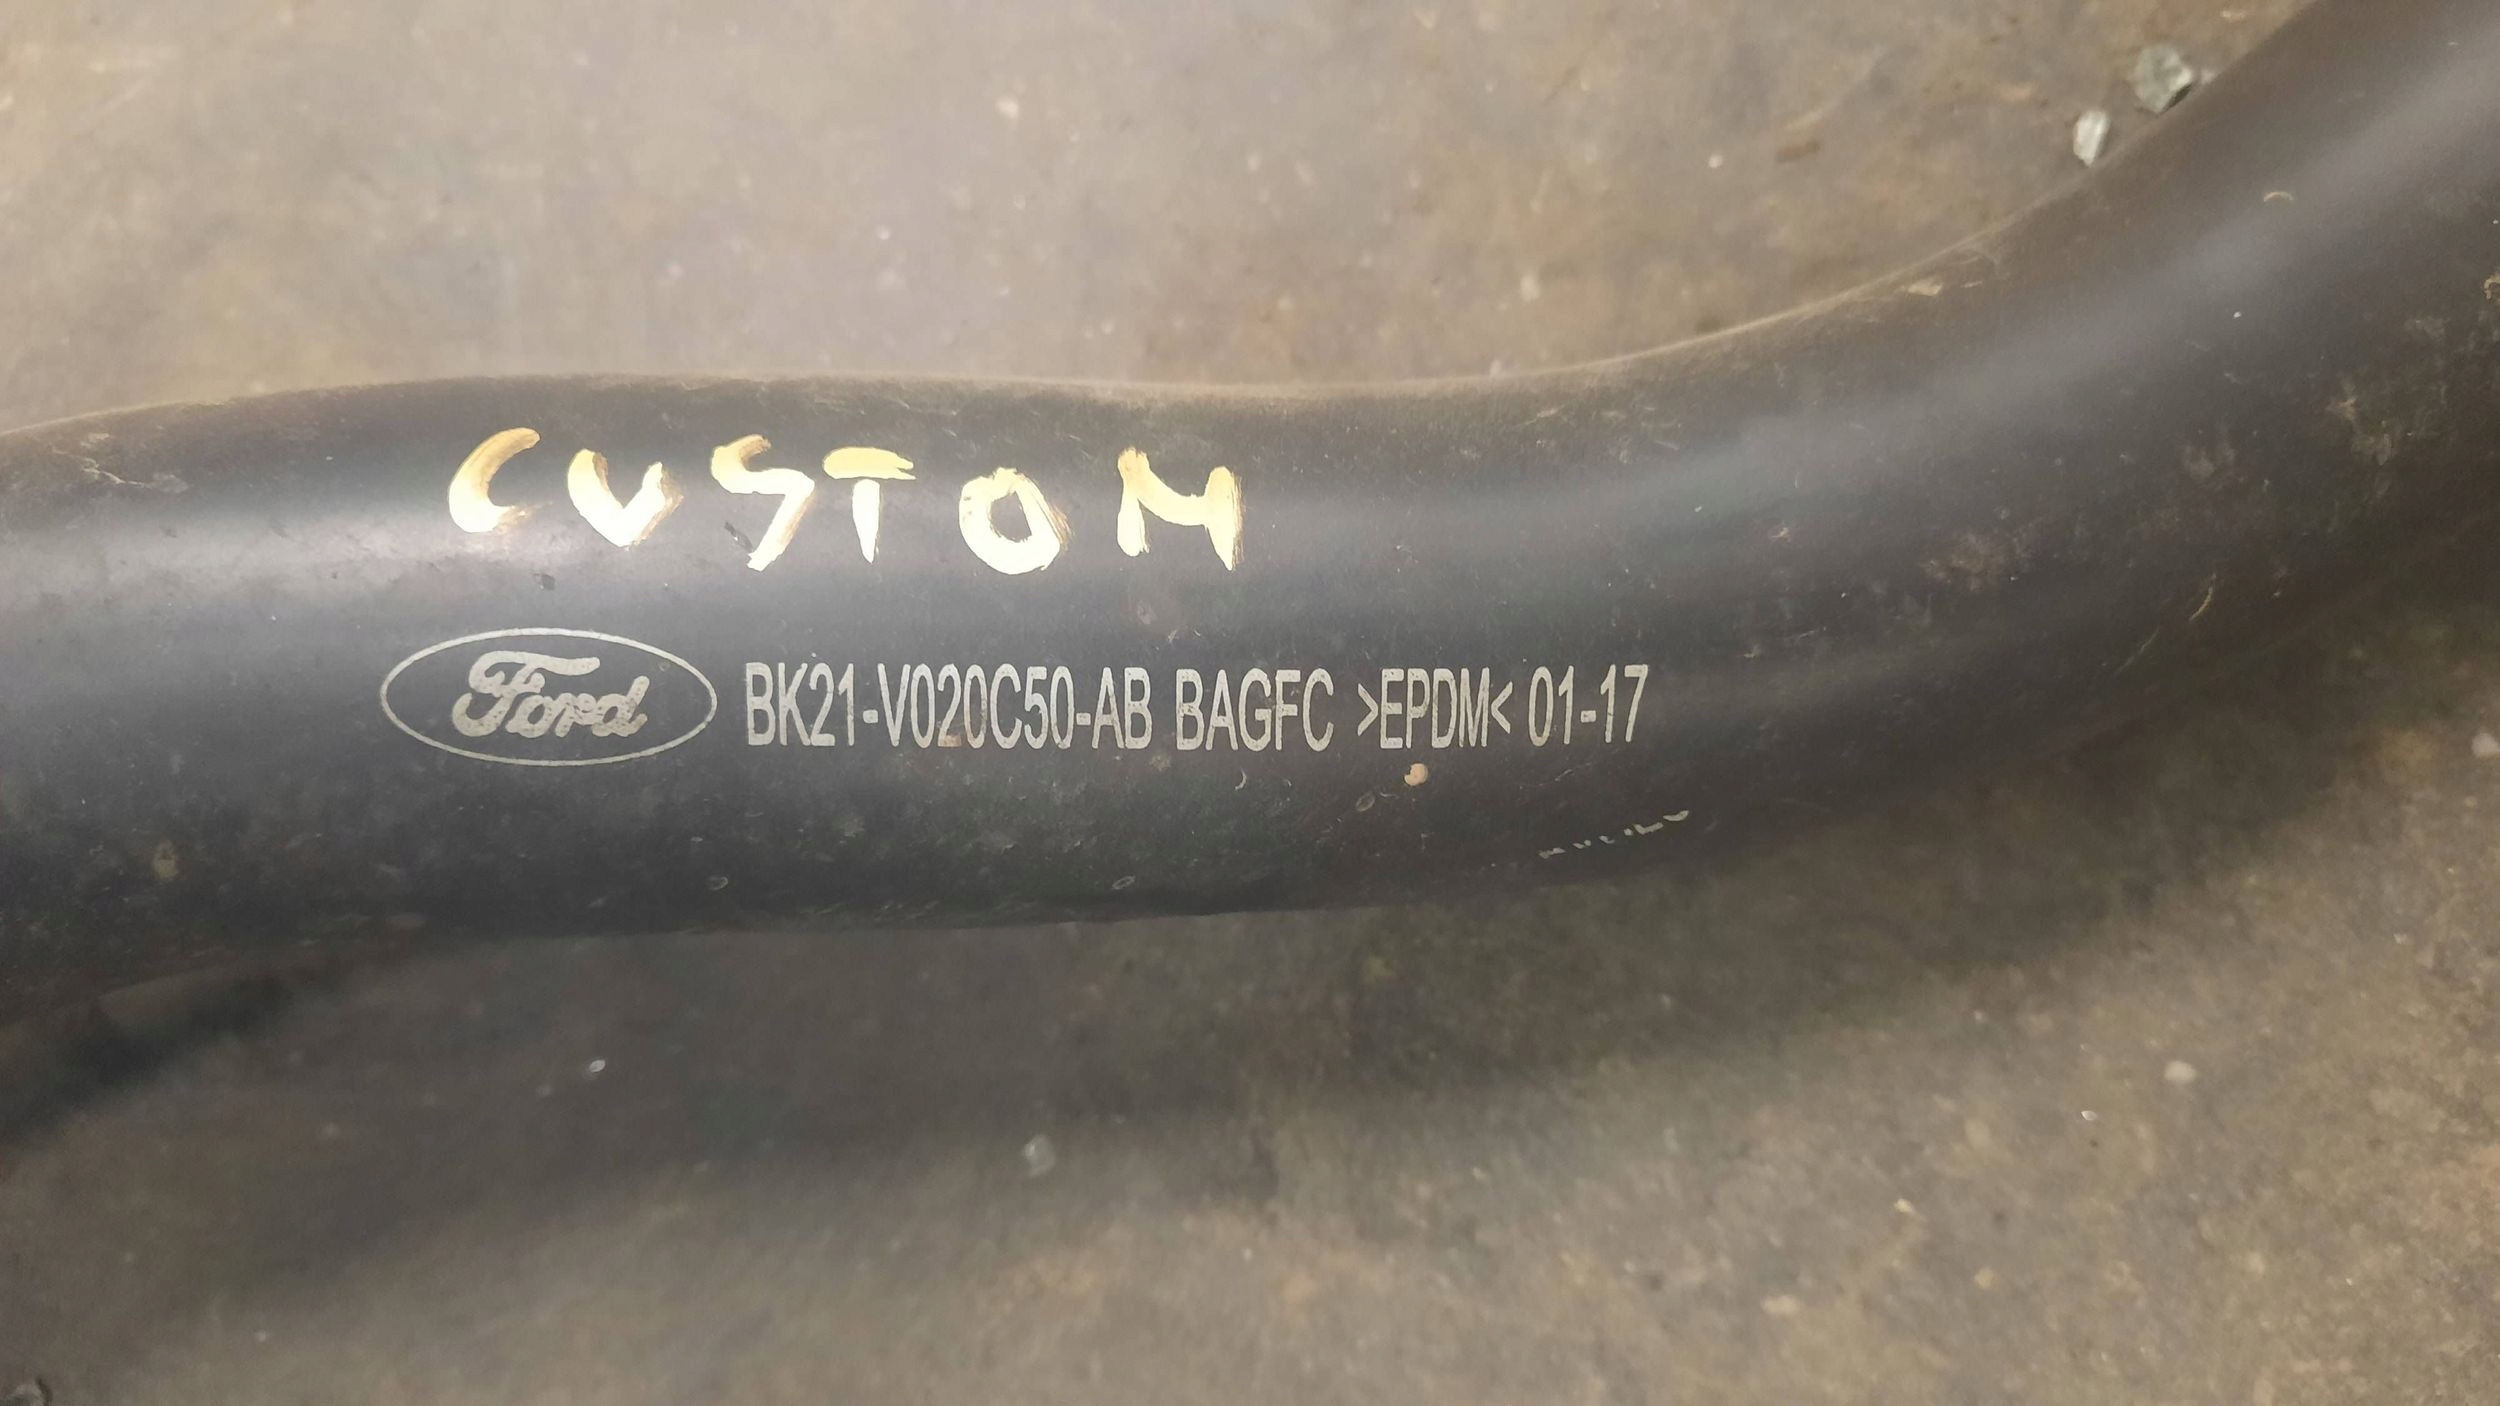 CUSTOM
Ford BK21-V020C50-AB BAGFC >EPDM< 01-17